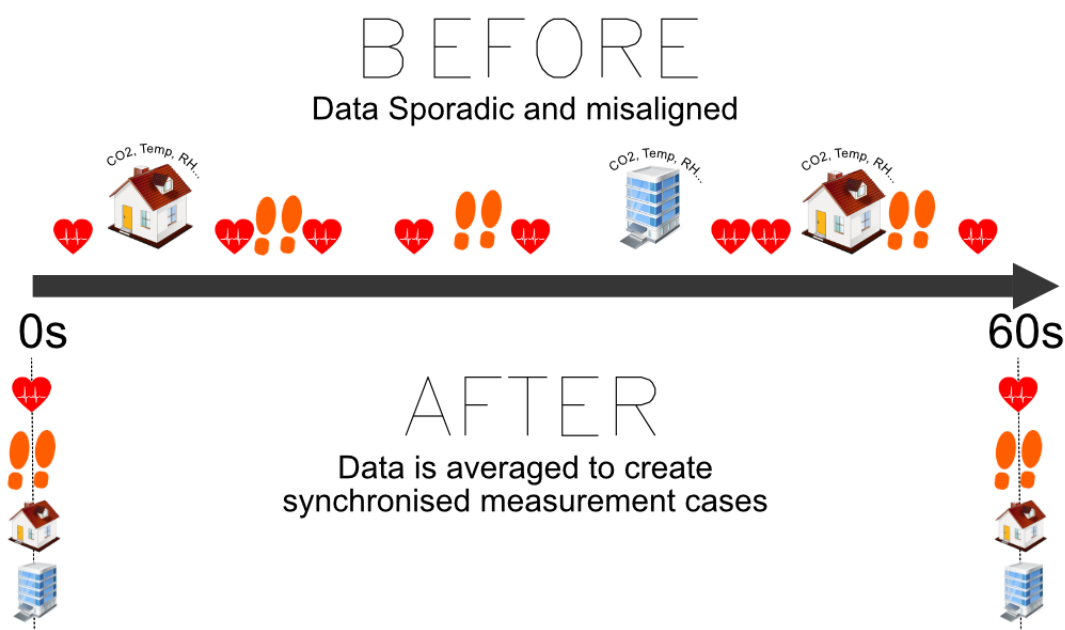 BEFORE
Data Sporadic and misaligned
CO2, Temp, RH...
CO2, Temp, RH...
CO2, Temp, RH...
0s
60s
AFTER
Data is averaged to create
synchronised measurement cases